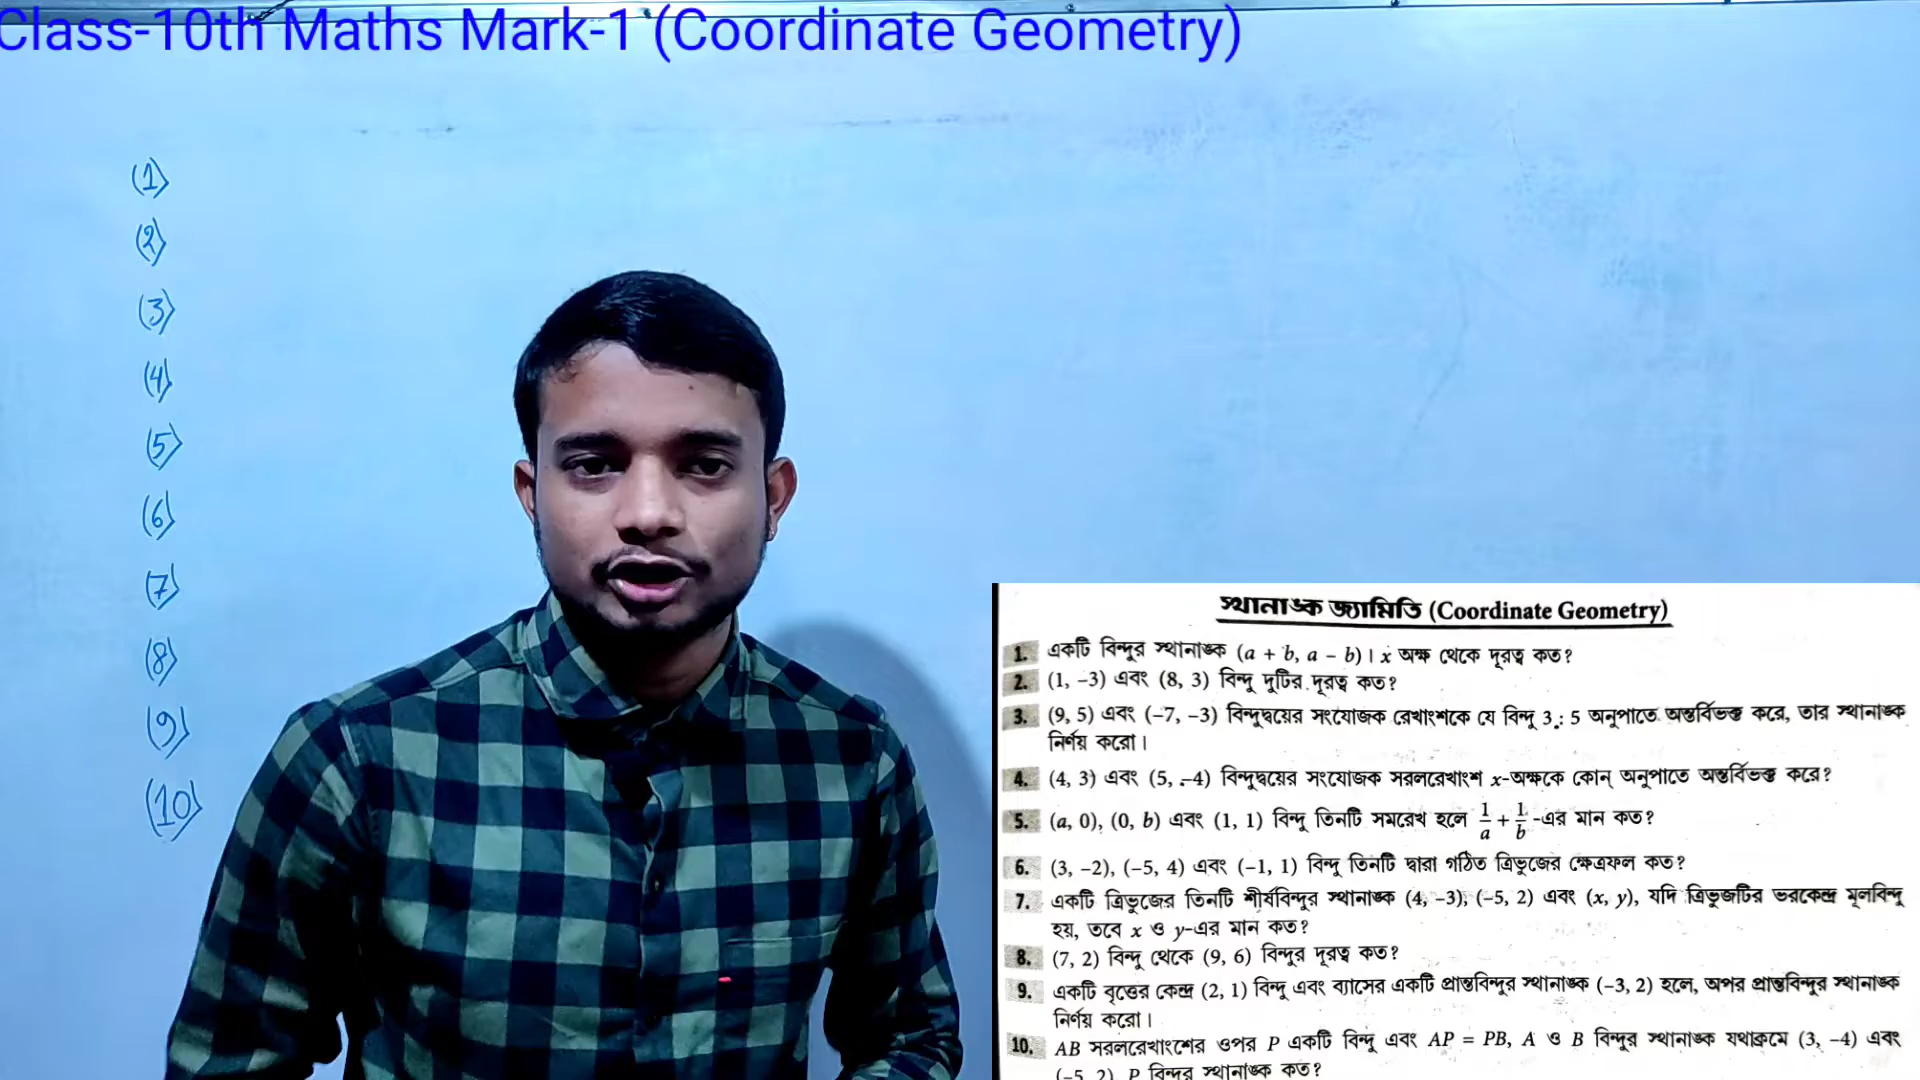 Class-10th Maths Mark-1 (Coordinate Geometry)
(1)
(2)
(3)
(4)
(5)
(6)
(7)
(8)
(9)
(10)
স্থানাঙ্ক জ্যামিতি (Coordinate Geometry)
1. একটি বিন্দুর স্থানাঙ্ক (a + b, a – b) । x অক্ষ থেকে দূরত্ব কত?
2. (1, –3) এবং (8, 3) বিন্দু দুটির দূরত্ব কত?
3. (9, 5) এবং (–7, –3) বিন্দুদ্বয়ের সংযোজক রেখাংশকে যে বিন্দু 3 : 5 অনুপাতে অন্তর্বিভক্ত করে, তার স্থানাঙ্ক
নির্ণয় করো।
4. (4, 3) এবং (5, –4) বিন্দুদ্বয়ের সংযোজক সরলরেখাংশ x-অক্ষকে কোন্ অনুপাতে অন্তর্বিভক্ত করে?
5. (a, 0), (0, b) এবং (1, 1) বিন্দু তিনটি সমরেখ হলে 1/a + 1/b -এর মান কত?
6. (3, –2), (–5, 4) এবং (–1, 1) বিন্দু তিনটি দ্বারা গঠিত ত্রিভুজের ক্ষেত্রফল কত?
7. একটি ত্রিভুজের তিনটি শীর্ষবিন্দুর স্থানাঙ্ক (4, –3), (–5, 2) এবং (x, y), যদি ত্রিভুজটির ভরকেন্দ্র মূলবিন্দু
হয়, তবে x ও y-এর মান কত?
8. (7, 2) বিন্দু থেকে (9, 6) বিন্দুর দূরত্ব কত?
9. একটি বৃত্তের কেন্দ্র (2, 1) বিন্দু এবং ব্যাসের একটি প্রান্তবিন্দুর স্থানাঙ্ক (–3, 2) হলে, অপর প্রান্তবিন্দুর স্থানাঙ্ক
নির্ণয় করো।
10. AB সরলরেখাংশের ওপর P একটি বিন্দু এবং AP = PB, A ও B বিন্দুর স্থানাঙ্ক যথাক্রমে (3, –4) এবং
(–5, 2) P বিন্দুর স্থানাঙ্ক কত?